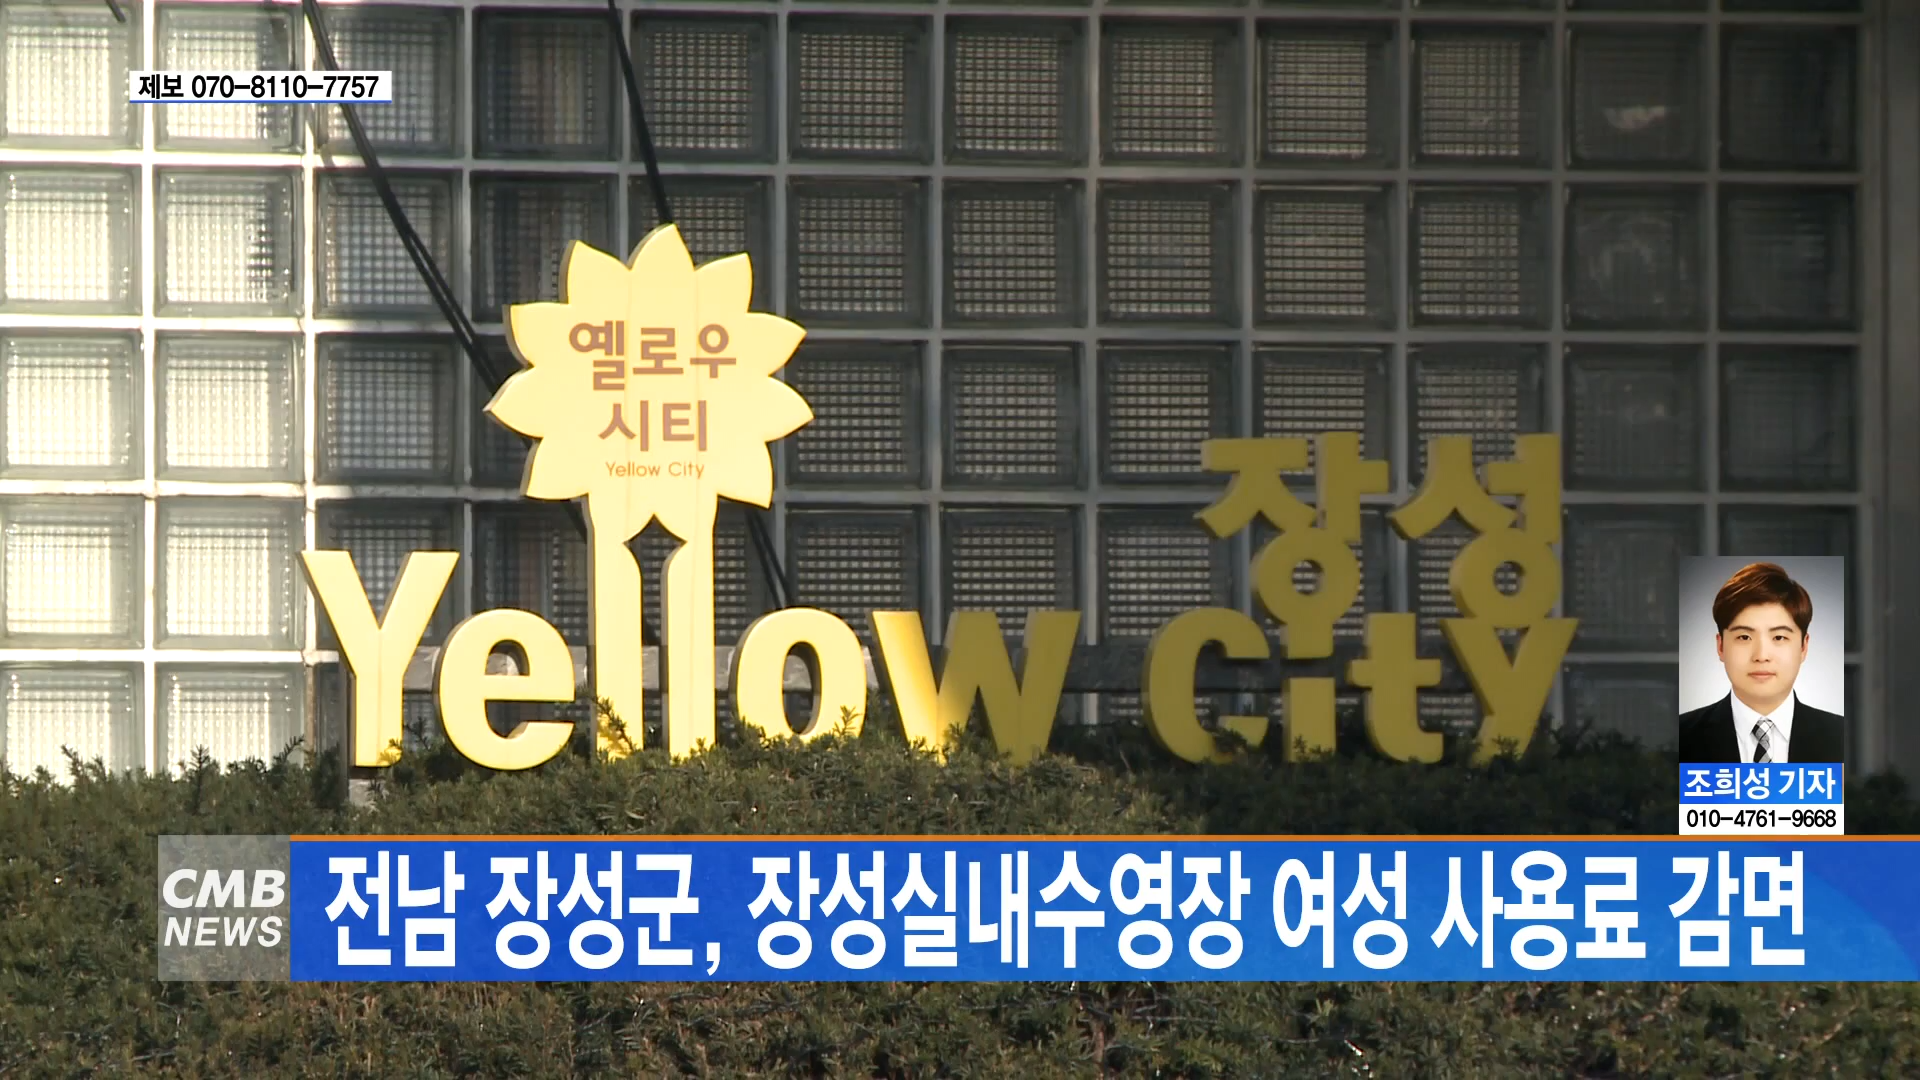 제보 070-8110-7757
옐로우
시티
Yellow City
장성
Yellow City
조희성 기자
010-4761-9668
CMB
NEWS
전남 장성군, 장성실내수영장 여성 사용료 감면